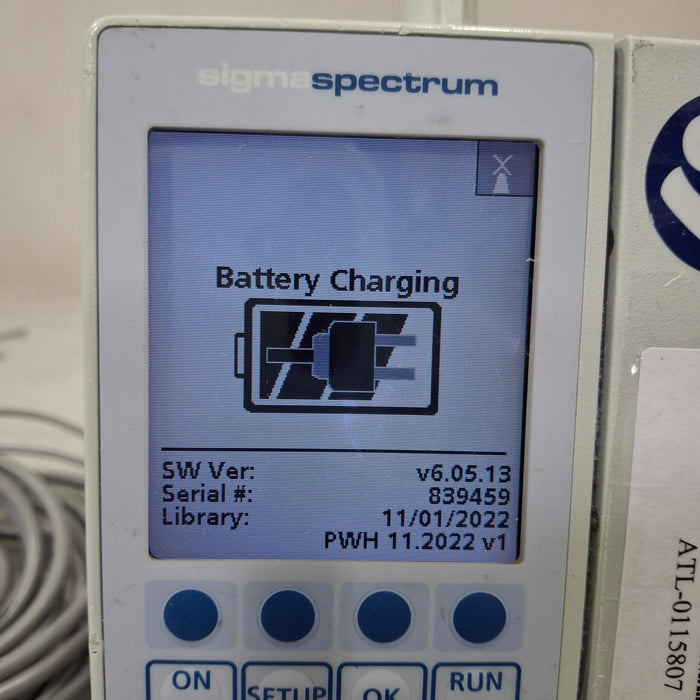 sigmaspectrum
Battery Charging
SW Ver: v6.05.13
Serial #: 839459
Library: 11/01/2022
PWH 11.2022 v1
ON
SETUP
OK
RUN
ATL-0115807